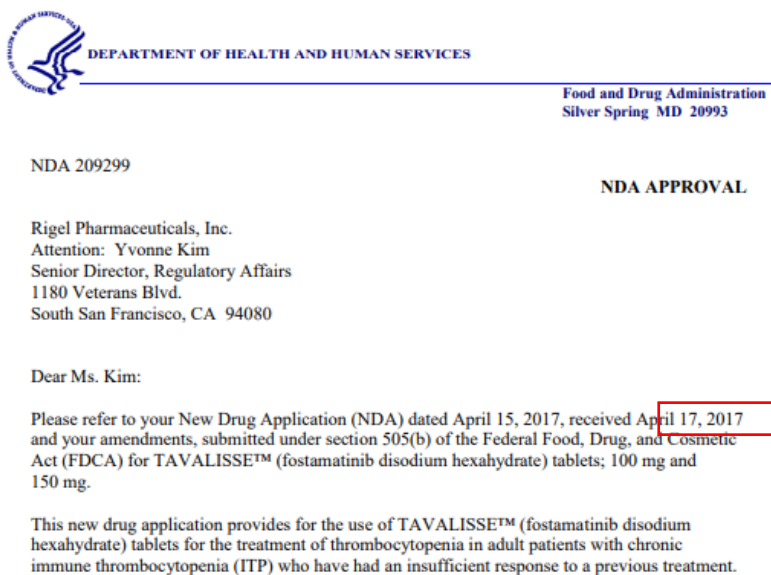 DEPARTMENT OF HEALTH AND HUMAN SERVICES
Food and Drug Administration
Silver Spring MD 20993
NDA 209299
NDA APPROVAL
Rigel Pharmaceuticals, Inc.
Attention: Yvonne Kim
Senior Director, Regulatory Affairs
1180 Veterans Blvd.
South San Francisco, CA 94080
Dear Ms. Kim:
Please refer to your New Drug Application (NDA) dated April 15, 2017, received April 17, 2017
and your amendments, submitted under section 505(b) of the Federal Food, Drug, and Cosmetic
Act (FDCA) for TAVALISSE™ (fostamatinib disodium hexahydrate) tablets; 100 mg and
150 mg.
This new drug application provides for the use of TAVALISSE™ (fostamatinib disodium
hexahydrate) tablets for the treatment of thrombocytopenia in adult patients with chronic
immune thrombocytopenia (ITP) who have had an insufficient response to a previous treatment.